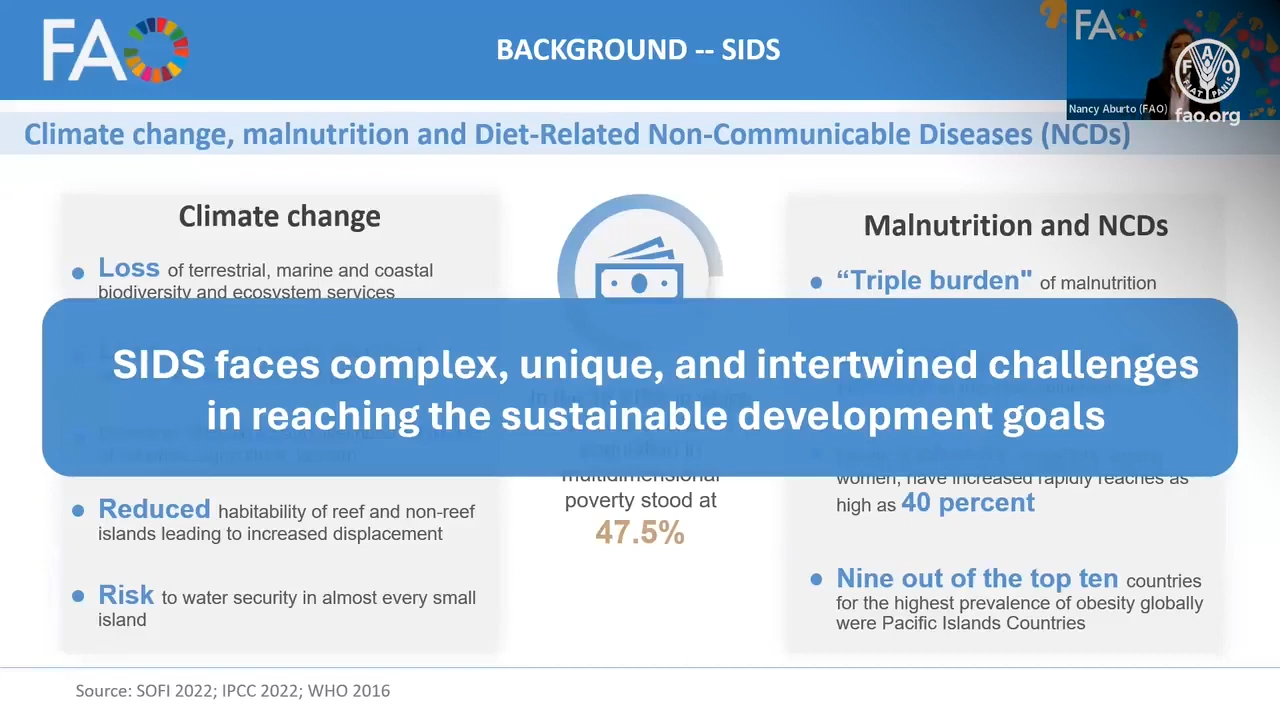 FAO
BACKGROUND -- SIDS
FAO
Nancy Aburto (FAO)
F A O
FIAT PANIS
fao.org
Climate change, malnutrition and Diet-Related Non-Communicable Diseases (NCDs)
Climate change
Loss of terrestrial, marine and coastal
biodiversity and ecosystem services
SIDS faces complex, unique, and intertwined challenges
in reaching the sustainable development goals
Reduced habitability of reef and non-reef
islands leading to increased displacement
Risk to water security in almost every small
island
multidimensional
poverty stood at
47.5%
Malnutrition and NCDs
“Triple burden" of malnutrition
women, have increased rapidly reaches as
high as 40 percent
Nine out of the top ten countries
for the highest prevalence of obesity globally
were Pacific Islands Countries
Source: SOFI 2022; IPCC 2022; WHO 2016